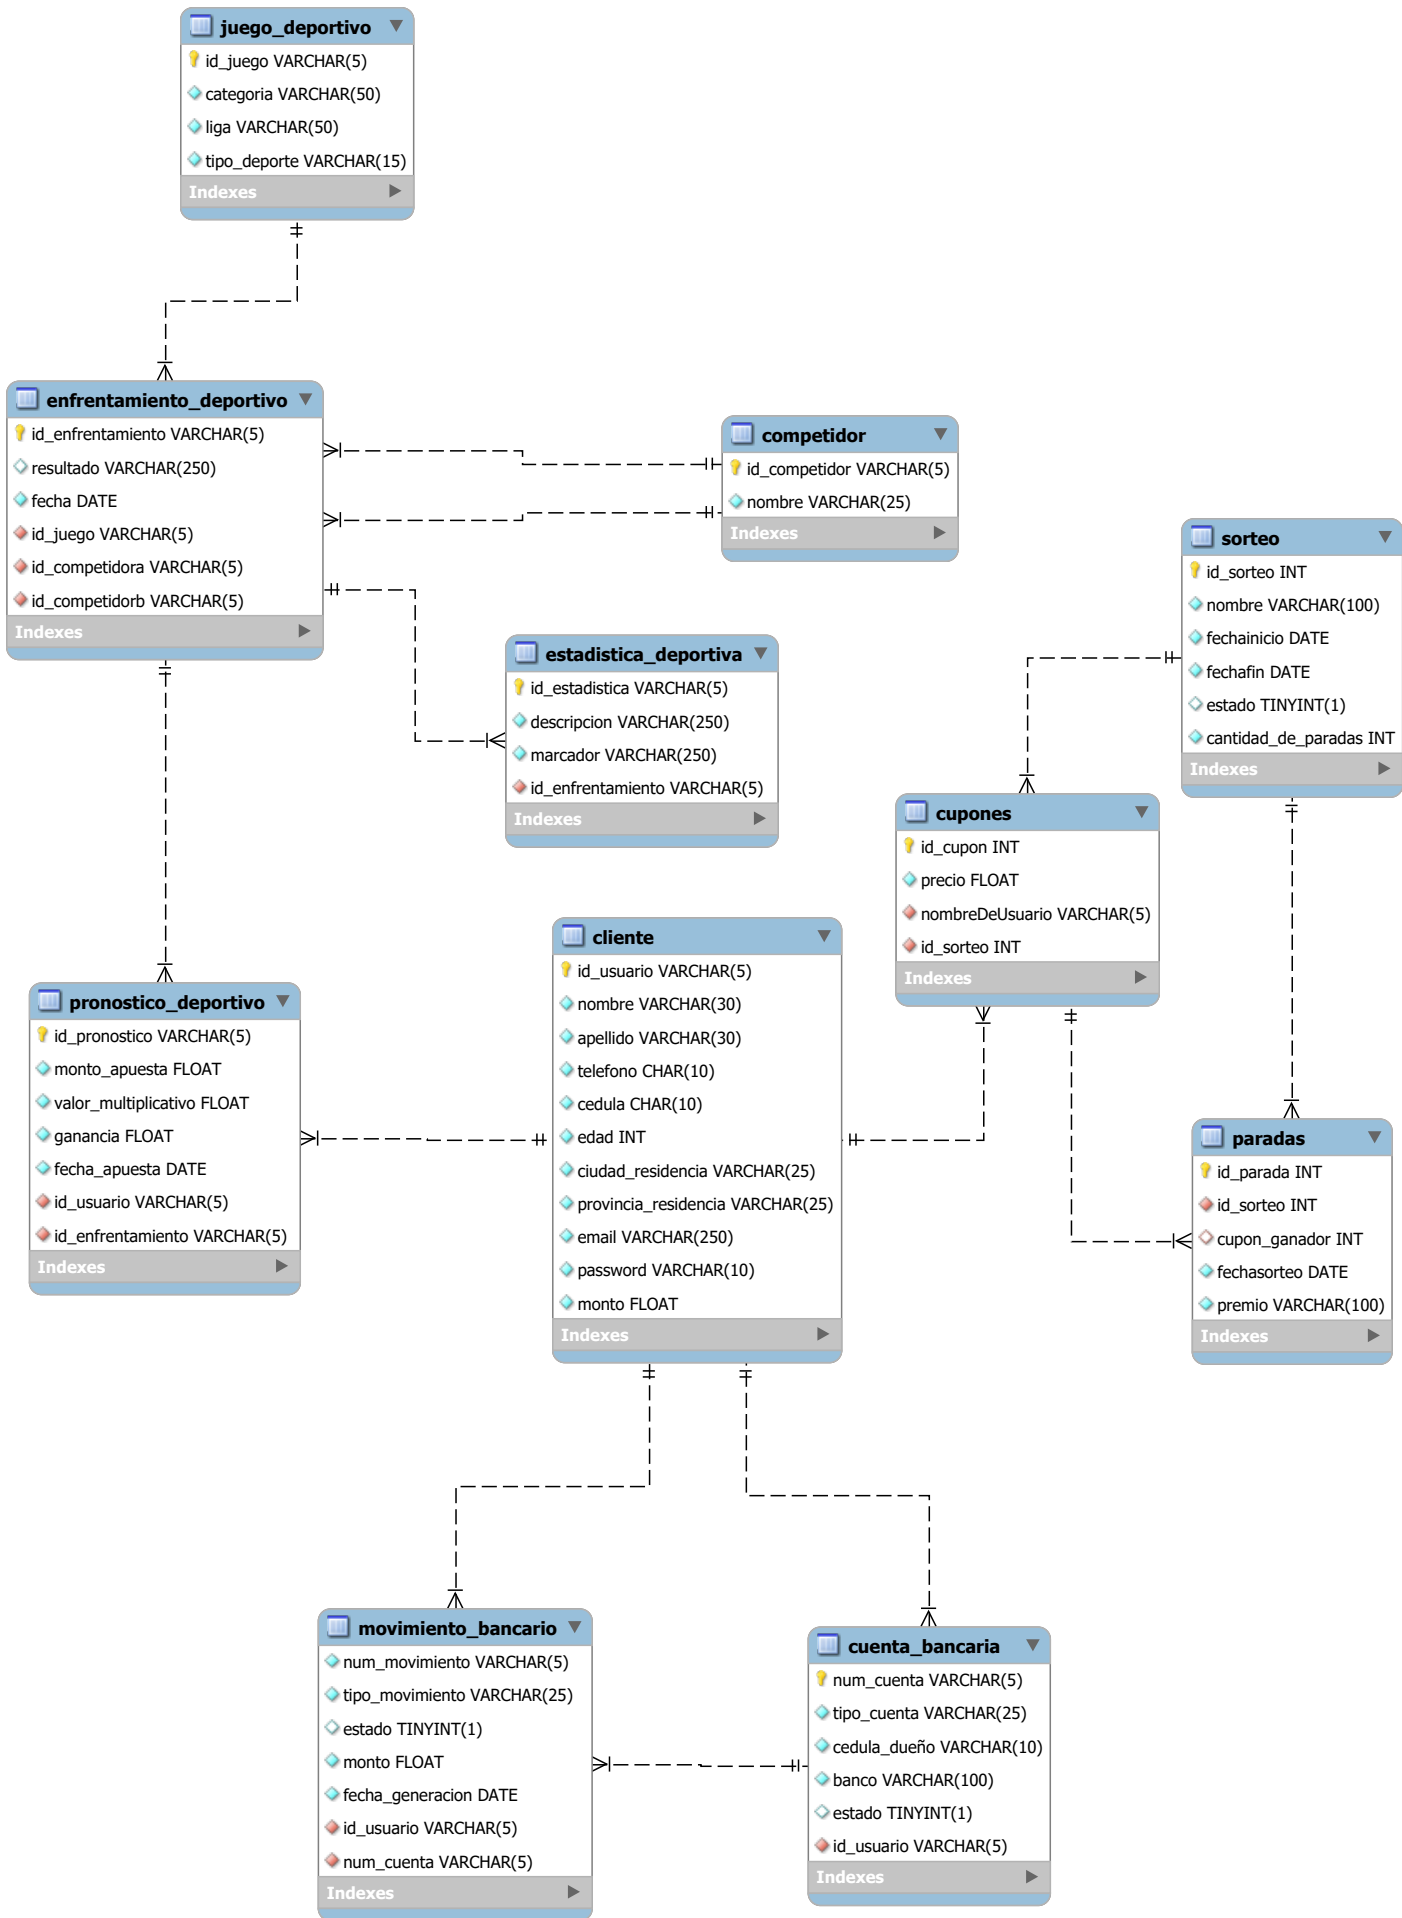 juego_deportivo
id_juego VARCHAR(5)
categoria VARCHAR(50)
liga VARCHAR(50)
tipo_deporte VARCHAR(15)
Indexes
enfrentamiento_deportivo
id_enfrentamiento VARCHAR(5)
resultado VARCHAR(250)
fecha DATE
id_juego VARCHAR(5)
id_competidora VARCHAR(5)
id_competidorb VARCHAR(5)
Indexes
competidor
id_competidor VARCHAR(5)
nombre VARCHAR(25)
Indexes
sorteo
id_sorteo INT
nombre VARCHAR(100)
fechainicio DATE
fechafin DATE
estado TINYINT(1)
cantidad_de_paradas INT
Indexes
estadistica_deportiva
id_estadistica VARCHAR(5)
descripcion VARCHAR(250)
marcador VARCHAR(250)
id_enfrentamiento VARCHAR(5)
Indexes
cupones
id_cupon INT
precio FLOAT
nombreDeUsuario VARCHAR(5)
id_sorteo INT
Indexes
cliente
id_usuario VARCHAR(5)
nombre VARCHAR(30)
apellido VARCHAR(30)
telefono CHAR(10)
cedula CHAR(10)
edad INT
ciudad_residencia VARCHAR(25)
provincia_residencia VARCHAR(25)
email VARCHAR(250)
password VARCHAR(10)
monto FLOAT
Indexes
pronostico_deportivo
id_pronostico VARCHAR(5)
monto_apuesta FLOAT
valor_multiplicativo FLOAT
ganancia FLOAT
fecha_apuesta DATE
id_usuario VARCHAR(5)
id_enfrentamiento VARCHAR(5)
Indexes
paradas
id_parada INT
id_sorteo INT
cupon_ganador INT
fechasorteo DATE
premio VARCHAR(100)
Indexes
movimiento_bancario
num_movimiento VARCHAR(5)
tipo_movimiento VARCHAR(25)
estado TINYINT(1)
monto FLOAT
fecha_generacion DATE
id_usuario VARCHAR(5)
num_cuenta VARCHAR(5)
Indexes
cuenta_bancaria
num_cuenta VARCHAR(5)
tipo_cuenta VARCHAR(25)
cedula_dueño VARCHAR(10)
banco VARCHAR(100)
estado TINYINT(1)
id_usuario VARCHAR(5)
Indexes